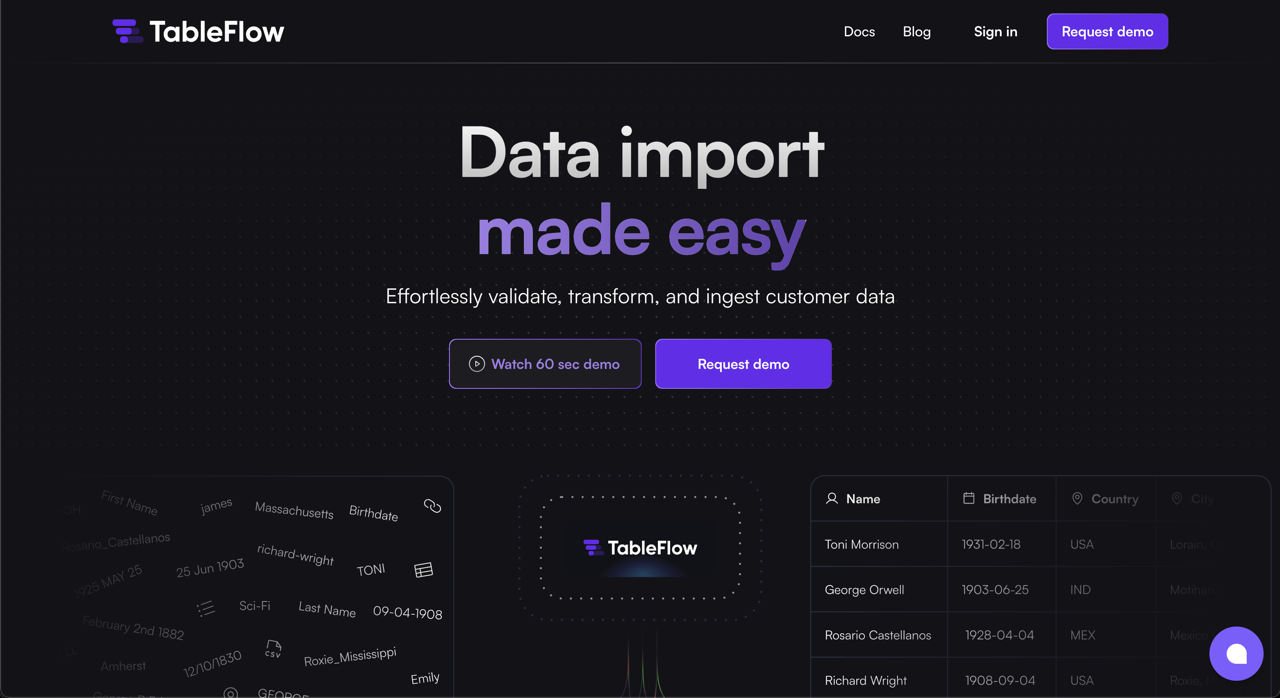 TableFlow
Docs
Blog
Sign in
Request demo
Data import
made easy
Effortlessly validate, transform, and ingest customer data
Watch 60 sec demo
Request demo
OH
First Name
james
Massachusetts
Birthdate
Rosario_Castellanos
richard-wright
1925 MAY 25
25 Jun 1903
TONI
Sci-Fi
Last Name
09-04-1908
February 2nd 1882
CSV
Amherst
12/10/1830
Roxie_Mississippi
Emily
TableFlow
Name
Birthdate
Country
City
Toni Morrison
1931-02-18
USA
Lorain,
George Orwell
1903-06-25
IND
Rosario Castellanos
1928-04-04
MEX
Mexico
Richard Wright
1908-09-04
USA
Roxie,